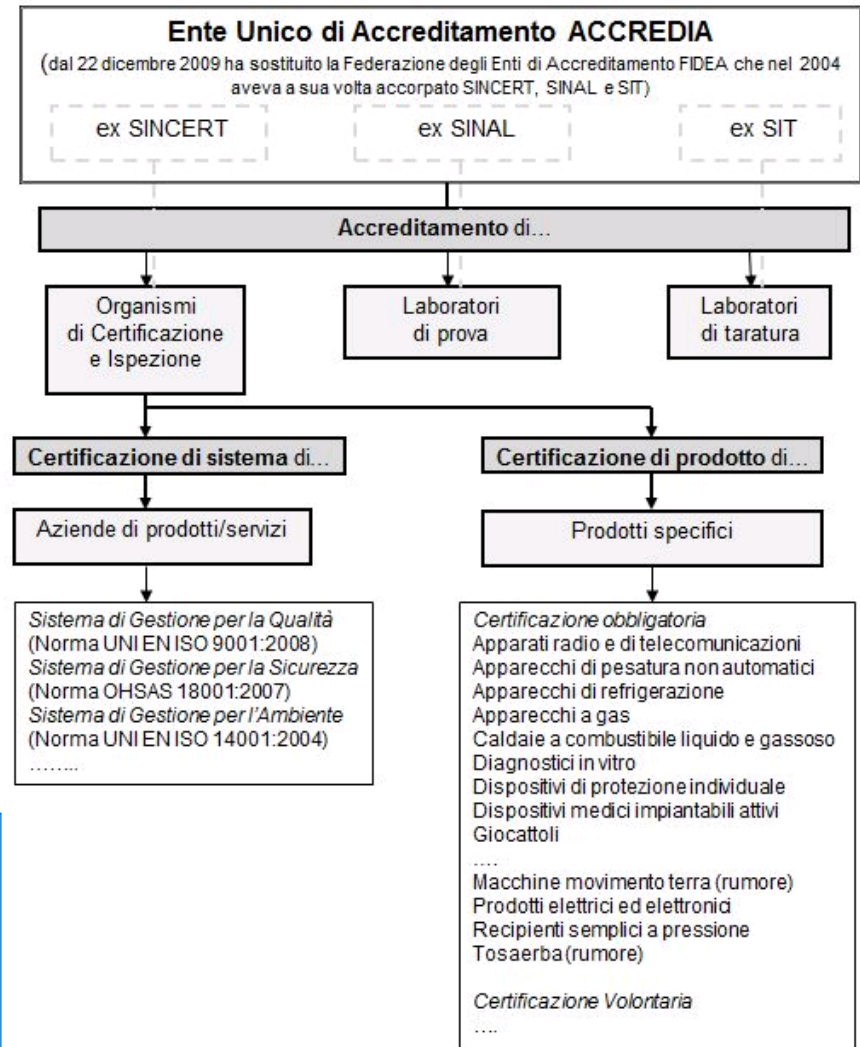 Ente Unico di Accreditamento ACCREDIA
(dal 22 dicembre 2009 ha sostituito la Federazione degli Enti di Accreditamento FIDEA che nel 2004
aveva a sua volta accorpato SINCERT, SINAL e SIT)
ex SINCERT
ex SINAL
ex SIT
Accreditamento di...
Organismi
di Certificazione
e Ispezione
Laboratori
di prova
Laboratori
di taratura
Certificazione di sistema di...
Aziende di prodotti/servizi
Sistema di Gestione per la Qualità
(Norma UNI EN ISO 9001:2008)
Sistema di Gestione per la Sicurezza
(Norma OHSAS 18001:2007)
Sistema di Gestione per l'Ambiente
(Norma UNI EN ISO 14001:2004)
........
Certificazione di prodotto di...
Prodotti specifici
Certificazione obbligatoria
Apparati radio e di telecomunicazioni
Apparecchi di pesatura non automatici
Apparecchi di refrigerazione
Apparecchi a gas
Caldaie a combustibile liquido e gassoso
Diagnostici in vitro
Dispositivi di protezione individuale
Dispositivi medici impiantabili attivi
Giocattoli
....
Macchine movimento terra (rumore)
Prodotti elettrici ed elettronici
Recipienti semplici a pressione
Tosaerba (rumore)
Certificazione Volontaria
....